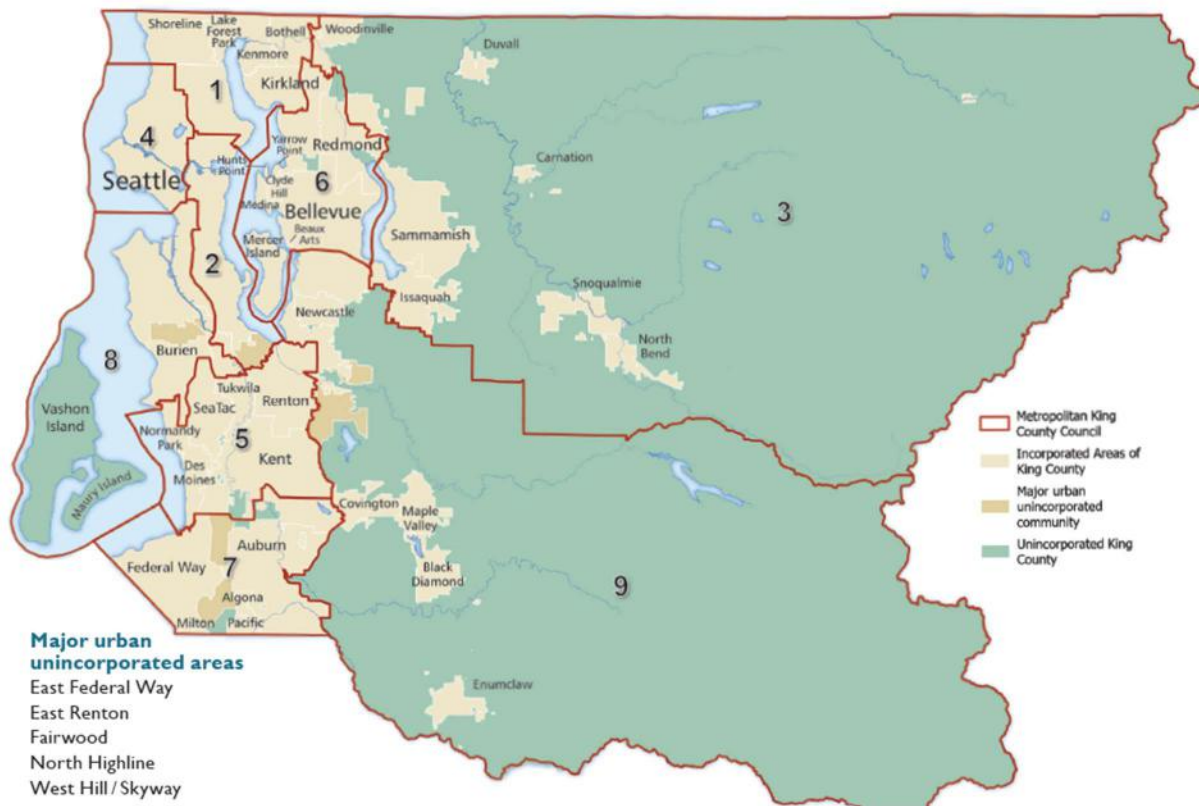 Shoreline
Lake
Forest
Park
Bothell
Kenmore
Woodinville
Duvall
Kirkland
1
4
Yarrow
Point
Redmond
Hunts
Point
Carnation
Seattle
Clyde
Hill
6
Medina
Bellevue
Beaux
Arts
3
Mercer
Island
Sammamish
2
Snoqualmie
Issaquah
Newcastle
North
Bend
8
Burien
Tukwila
SeaTac
Renton
Vashon
Island
Normandy
Park
5
Kent
Des
Moines
Maury Island
Covington
Maple
Valley
Auburn
Federal Way
7
Black
Diamond
9
Algona
Milton
Pacific
Enumclaw
Metropolitan King
County Council
Incorporated Areas of
King County
Major urban
unincorporated
community
Unincorporated King
County
Major urban
unincorporated areas
East Federal Way
East Renton
Fairwood
North Highline
West Hill / Skyway